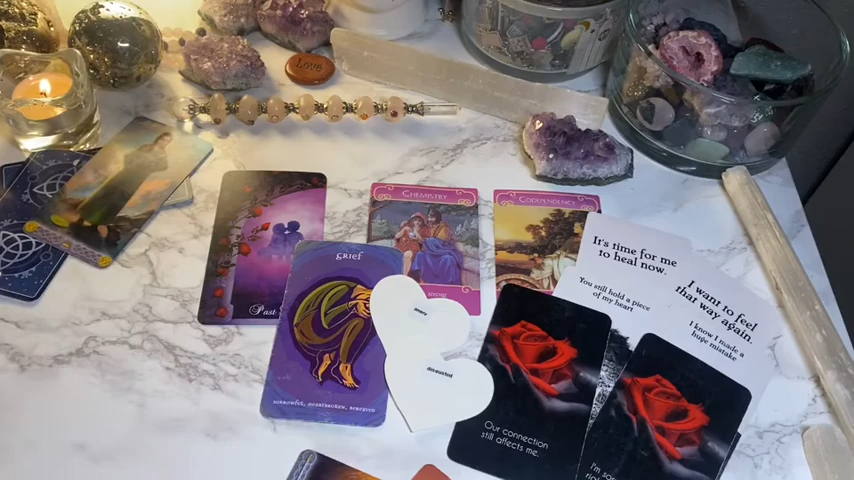 Love
CHEMISTRY
CODEPENDENCY
Past
grief
SORROWFUL, HEARTBROKEN, BEREAVED
It's time for me
to heal now.
You still hold a piece
of my heart
I want to feel
that way again.
I know I made a
huge mistake
Our connection
still affects me.